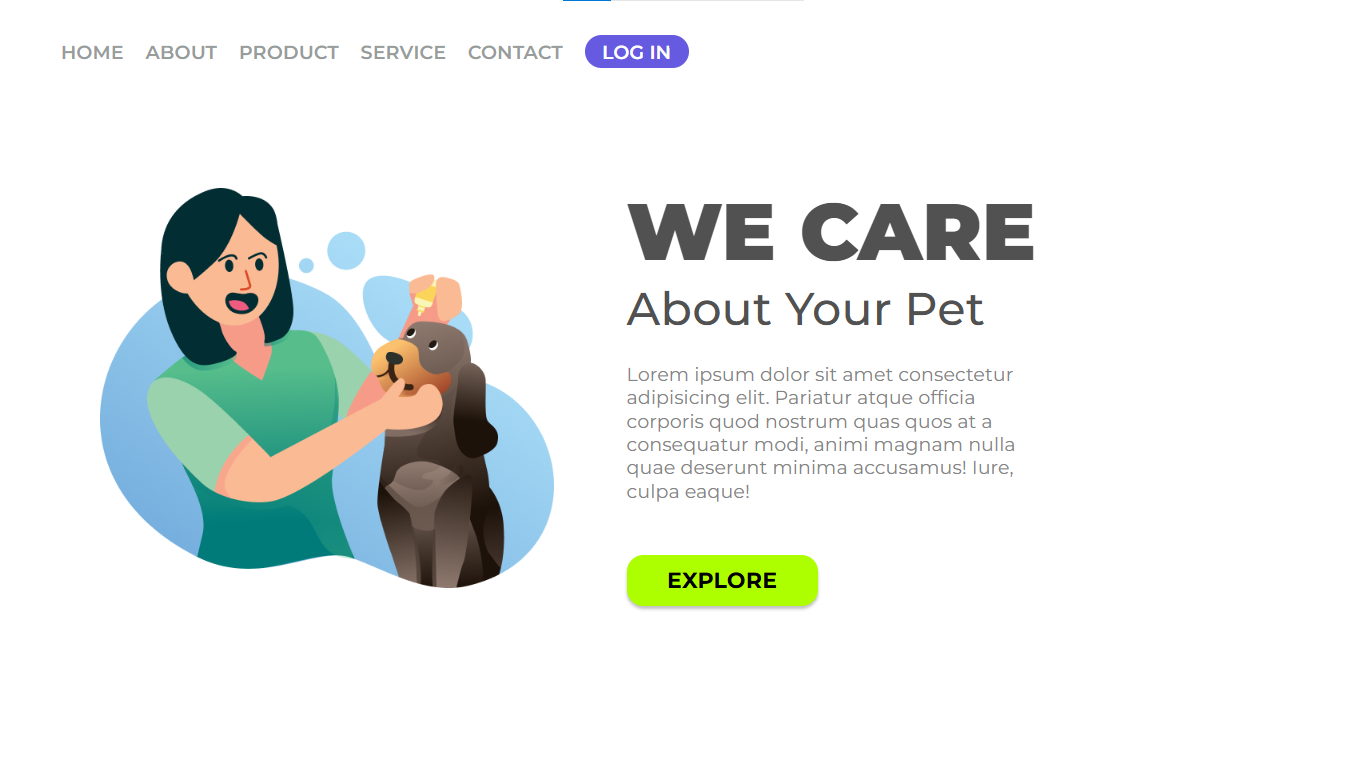 HOME ABOUT PRODUCT SERVICE CONTACT LOG IN
WE CARE
About Your Pet
Lorem ipsum dolor sit amet consectetur
adipisicing elit. Pariatur atque officia
corporis quod nostrum quas quos at a
consequatur modi, animi magnam nulla
quae deserunt minima accusamus! Iure,
culpa eaque!
EXPLORE